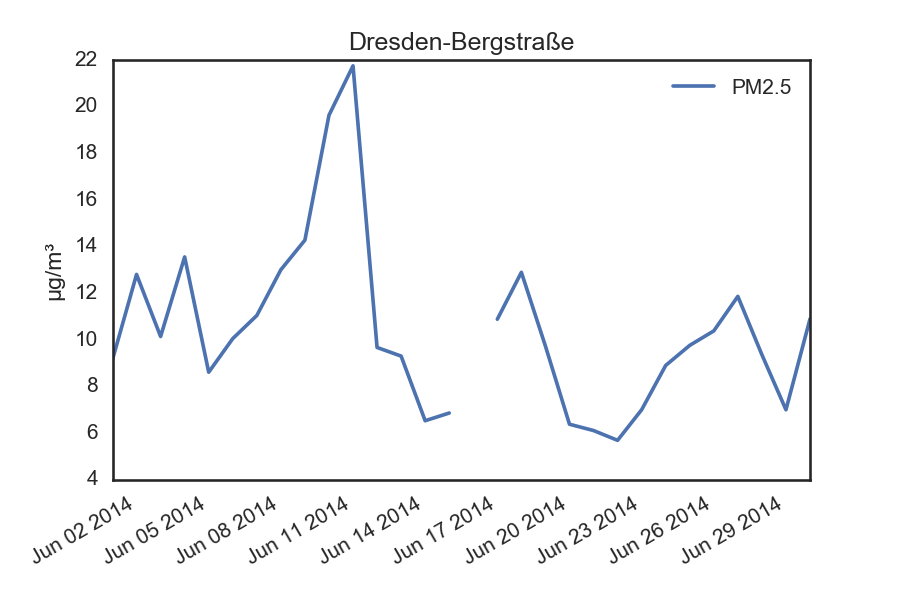 Dresden-Bergstraße
22
20
18
16
14
12
10
8
6
4
µg/m³
PM2.5
Jun 02 2014
Jun 05 2014
Jun 08 2014
Jun 11 2014
Jun 14 2014
Jun 17 2014
Jun 20 2014
Jun 23 2014
Jun 26 2014
Jun 29 2014